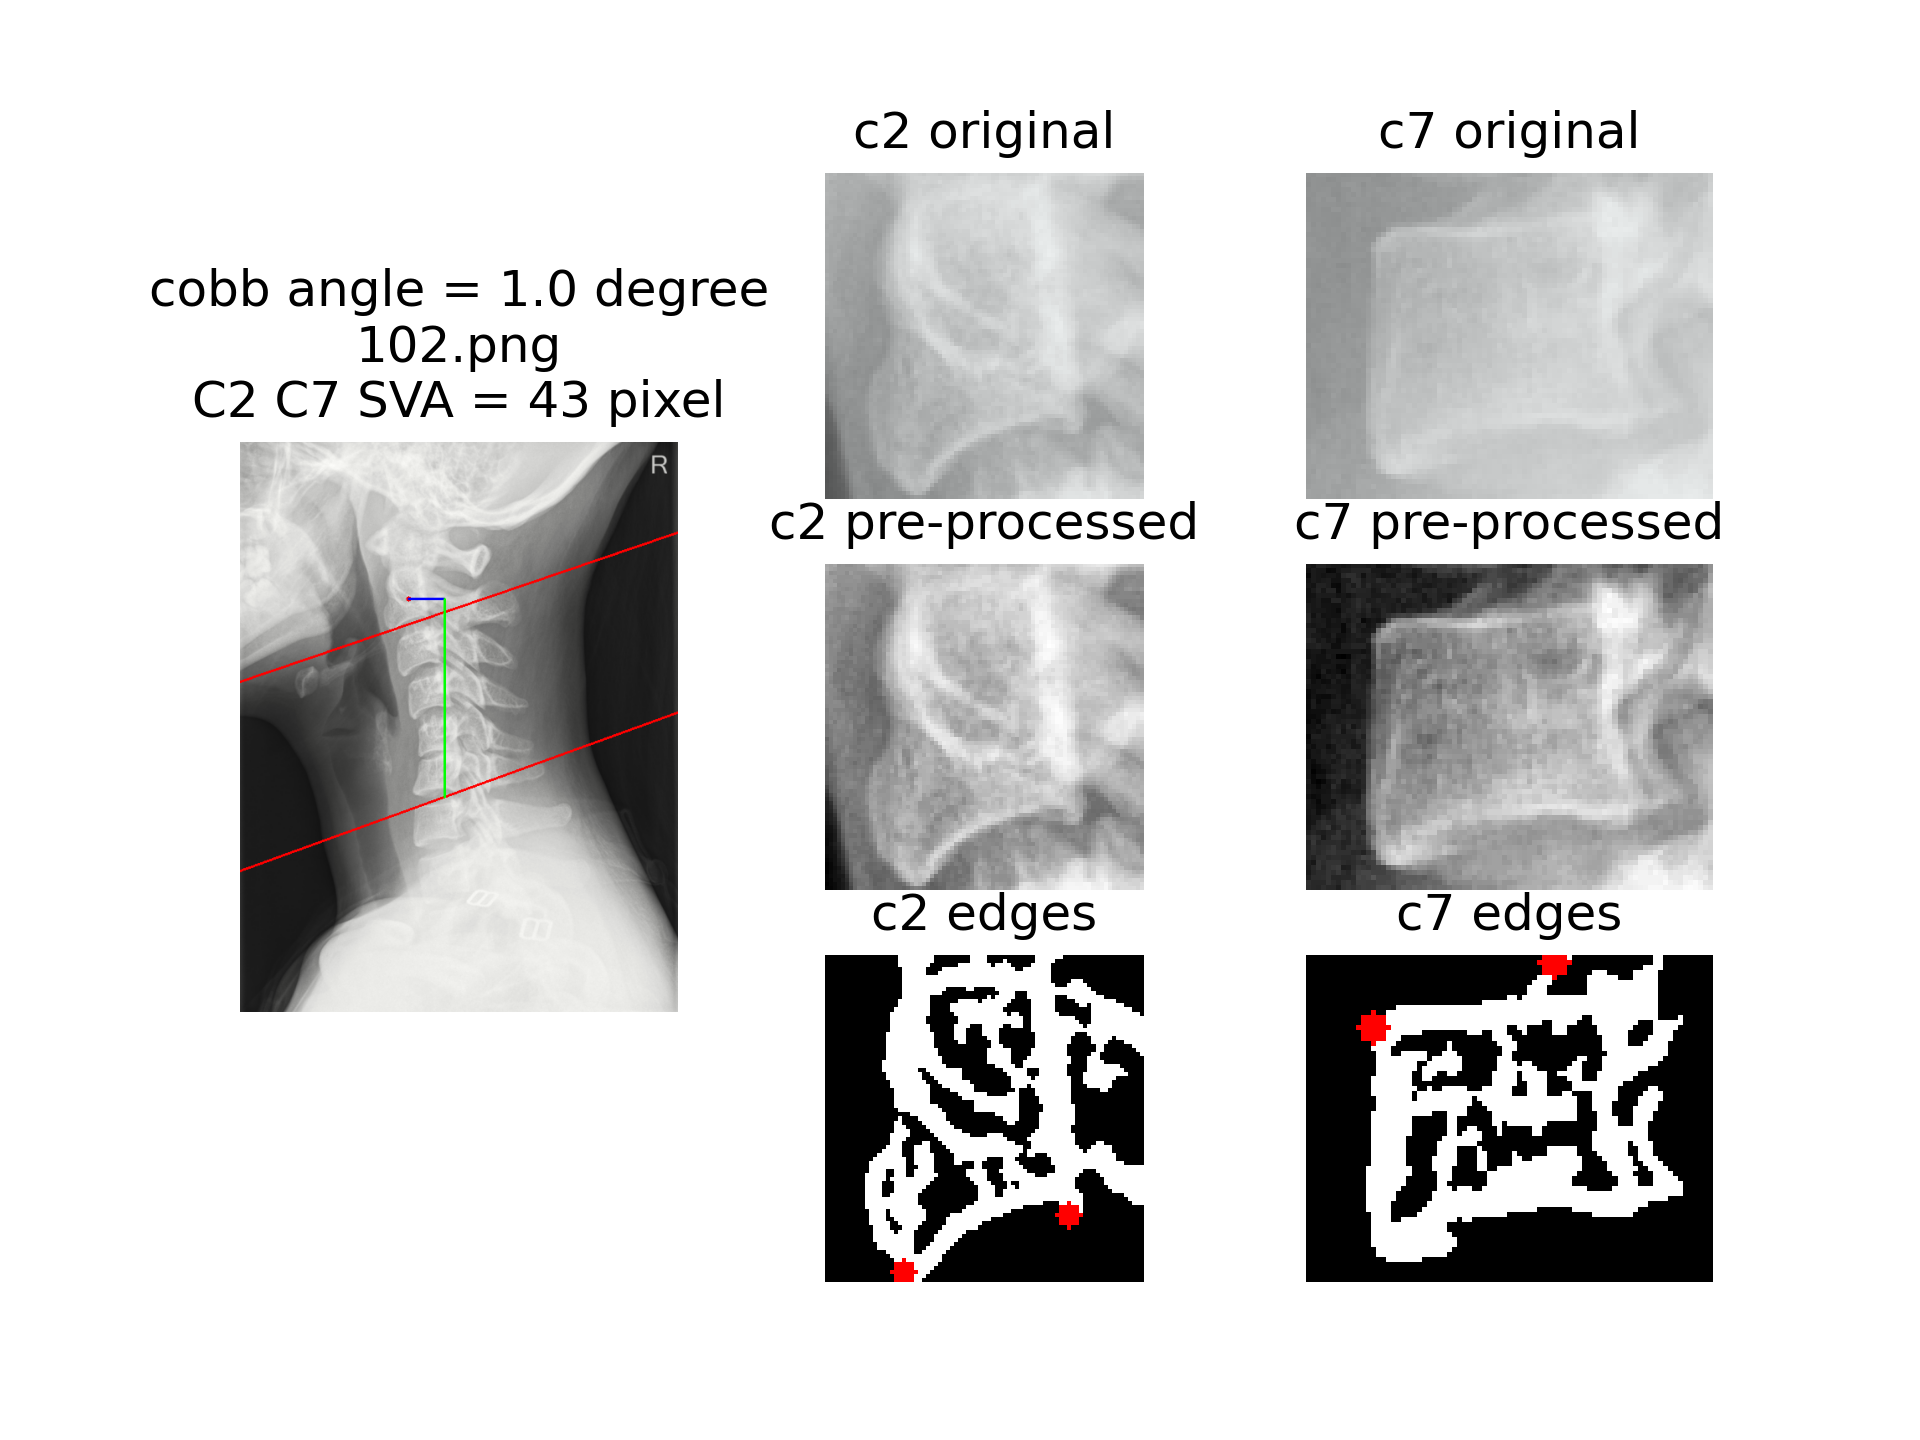 cobb angle = 1.0 degree
102.png
C2 C7 SVA = 43 pixel
R
c2 original
c7 original
c2 pre-processed
c7 pre-processed
c2 edges
c7 edges